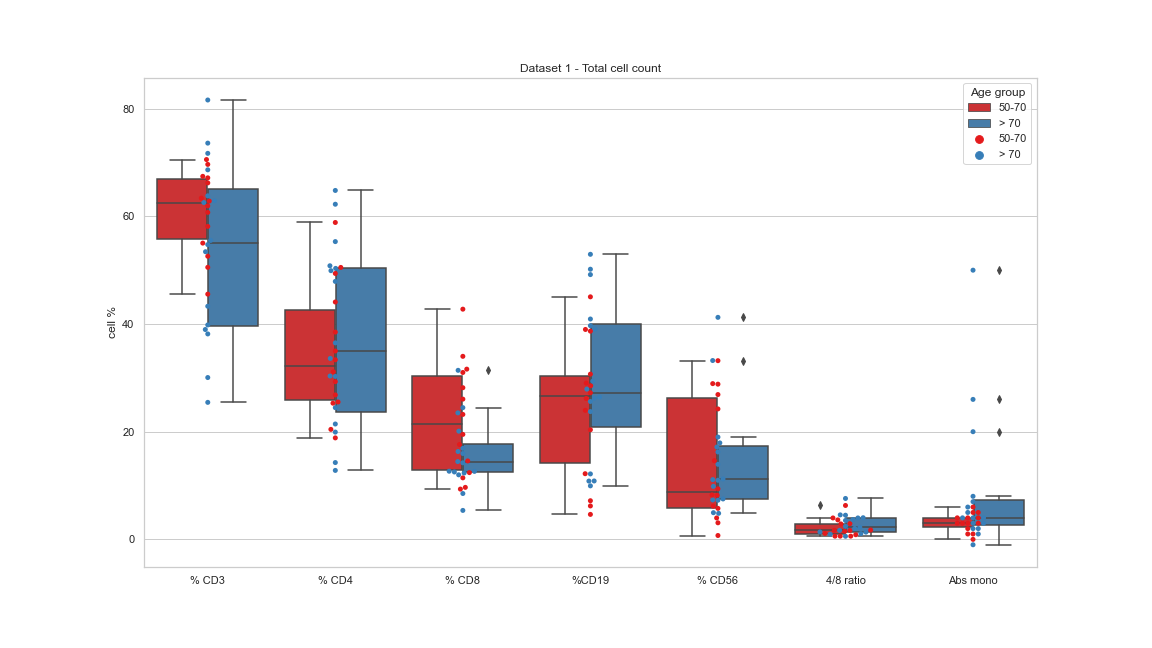 Dataset 1 - Total cell count
Age group
50-70
> 70
50-70
> 70
cell %
80
60
40
20
0
% CD3
% CD4
% CD8
%CD19
% CD56
4/8 ratio
Abs mono